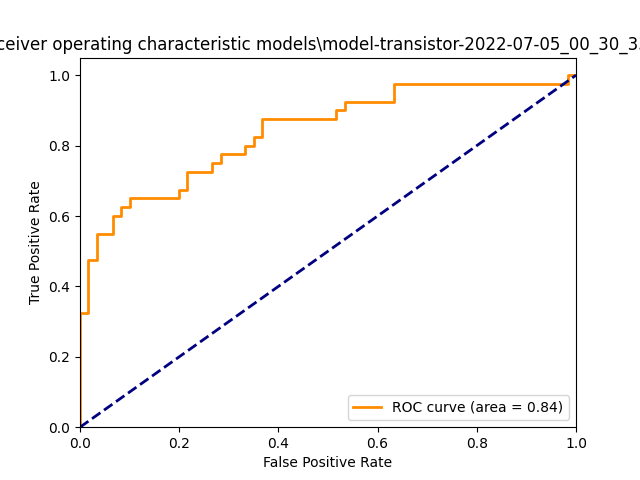 ceiver operating characteristic models\model-transistor-2022-07-05_00_30_3
1.0
0.8
0.6
0.4
0.2
0.0
True Positive Rate
ROC curve (area = 0.84)
0.0 0.2 0.4 0.6 0.8 1.0
False Positive Rate